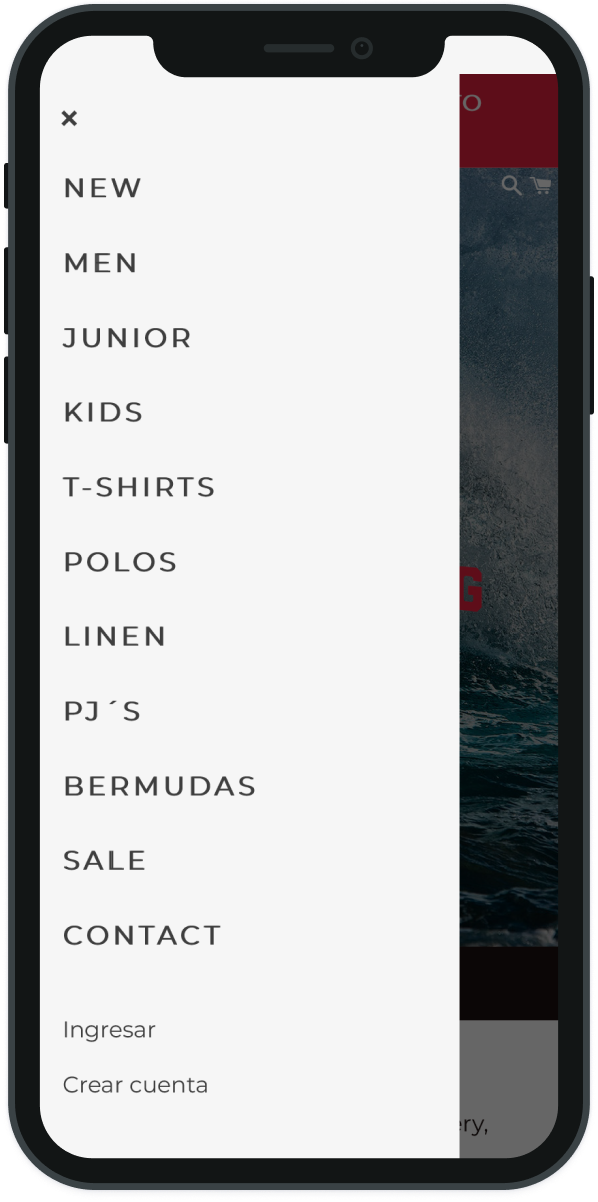 ×
NEW
MEN
JUNIOR
KIDS
T-SHIRTS
POLOS
LINEN
PJ´S
BERMUDAS
SALE
CONTACT
Ingresar
Crear cuenta